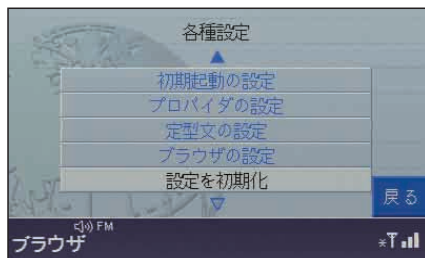 各種設定
初期起動の設定
プロバイダの設定
定型文の設定
ブラウザの設定
設定を初期化
戻る
FM
ブラウザ